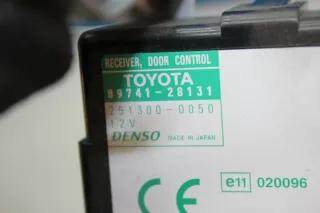 RECEIVER, DOOR CONTROL
TOYOTA
89741-28131
251300-0050
12V
DENSO MADE IN JAPAN
CE e11 020096